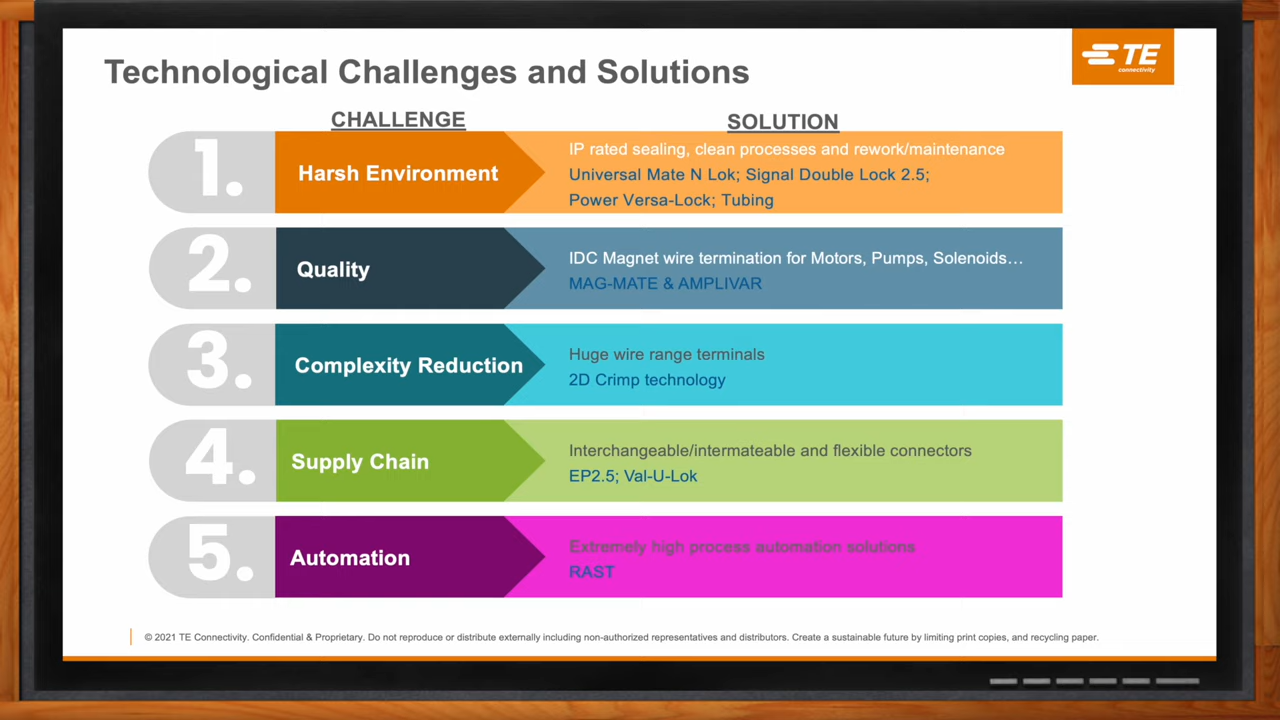 Technological Challenges and Solutions
TE
connectivity
CHALLENGE
SOLUTION
1.
Harsh Environment
IP rated sealing, clean processes and rework/maintenance
Universal Mate N Lok; Signal Double Lock 2.5;
Power Versa-Lock; Tubing
2.
Quality
IDC Magnet wire termination for Motors, Pumps, Solenoids…
MAG-MATE & AMPLIVAR
3.
Complexity Reduction
Huge wire range terminals
2D Crimp technology
4.
Supply Chain
Interchangeable/intermateable and flexible connectors
EP2.5; Val-U-Lok
5.
Automation
Extremely high process automation solutions
RAST
© 2021 TE Connectivity. Confidential & Proprietary. Do not reproduce or distribute externally including non-authorized representatives and distributors. Create a sustainable future by limiting print copies, and recycling paper.